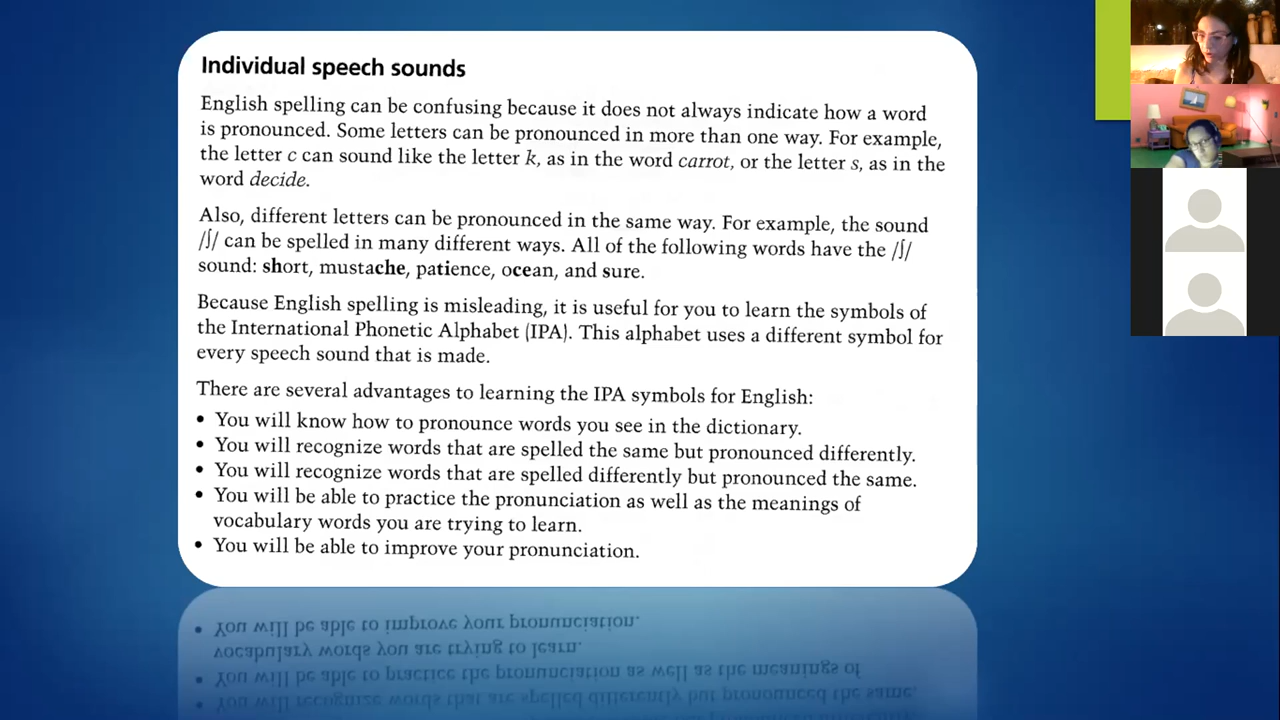 Individual speech sounds
English spelling can be confusing because it does not always indicate how a word
is pronounced. Some letters can be pronounced in more than one way. For example,
the letter c can sound like the letter k, as in the word carrot, or the letter s, as in the
word decide.
Also, different letters can be pronounced in the same way. For example, the sound
/ʃ/ can be spelled in many different ways. All of the following words have the /ʃ/
sound: short, mustache, patience, ocean, and sure.
Because English spelling is misleading, it is useful for you to learn the symbols of
the International Phonetic Alphabet (IPA). This alphabet uses a different symbol for
every speech sound that is made.
There are several advantages to learning the IPA symbols for English:
• You will know how to pronounce words you see in the dictionary.
• You will recognize words that are spelled the same but pronounced differently.
• You will recognize words that are spelled differently but pronounced the same.
• You will be able to practice the pronunciation as well as the meanings of
vocabulary words you are trying to learn.
• You will be able to improve your pronunciation.